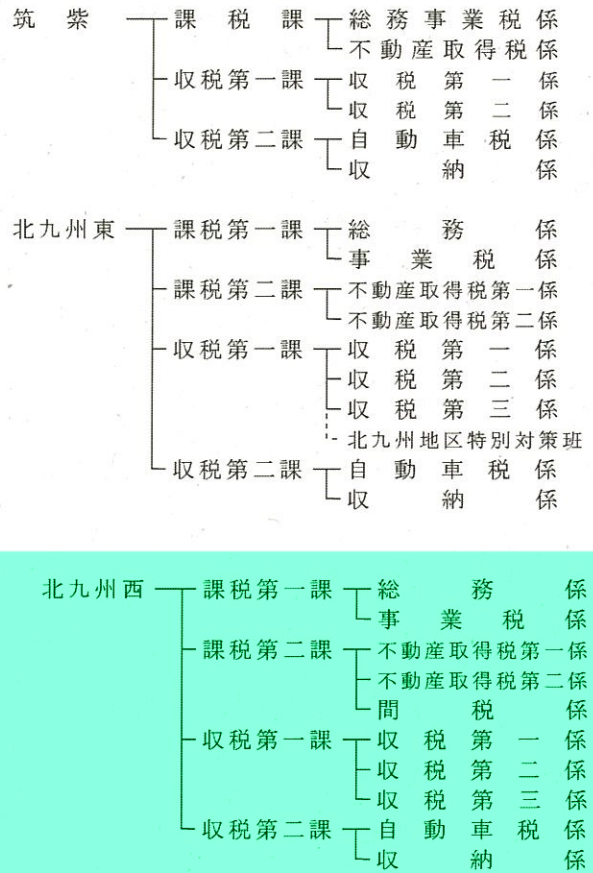 筑紫 課税課 総務事業税係
不動産取得税係
収税第一課 収税第一係
収税第二係
収税第二課 自動車税係
収納係
北九州東 課税第一課 総務係
事業税係
課税第二課 不動産取得税第一係
不動産取得税第二係
収税第一課 収税第一係
収税第二係
収税第三係
北九州地区特別対策班
収税第二課 自動車税係
収納係
北九州西 課税第一課 総務係
事業税係
課税第二課 不動産取得税第一係
不動産取得税第二係
間税係
収税第一課 収税第一係
収税第二係
収税第三係
収税第二課 自動車税係
収納係